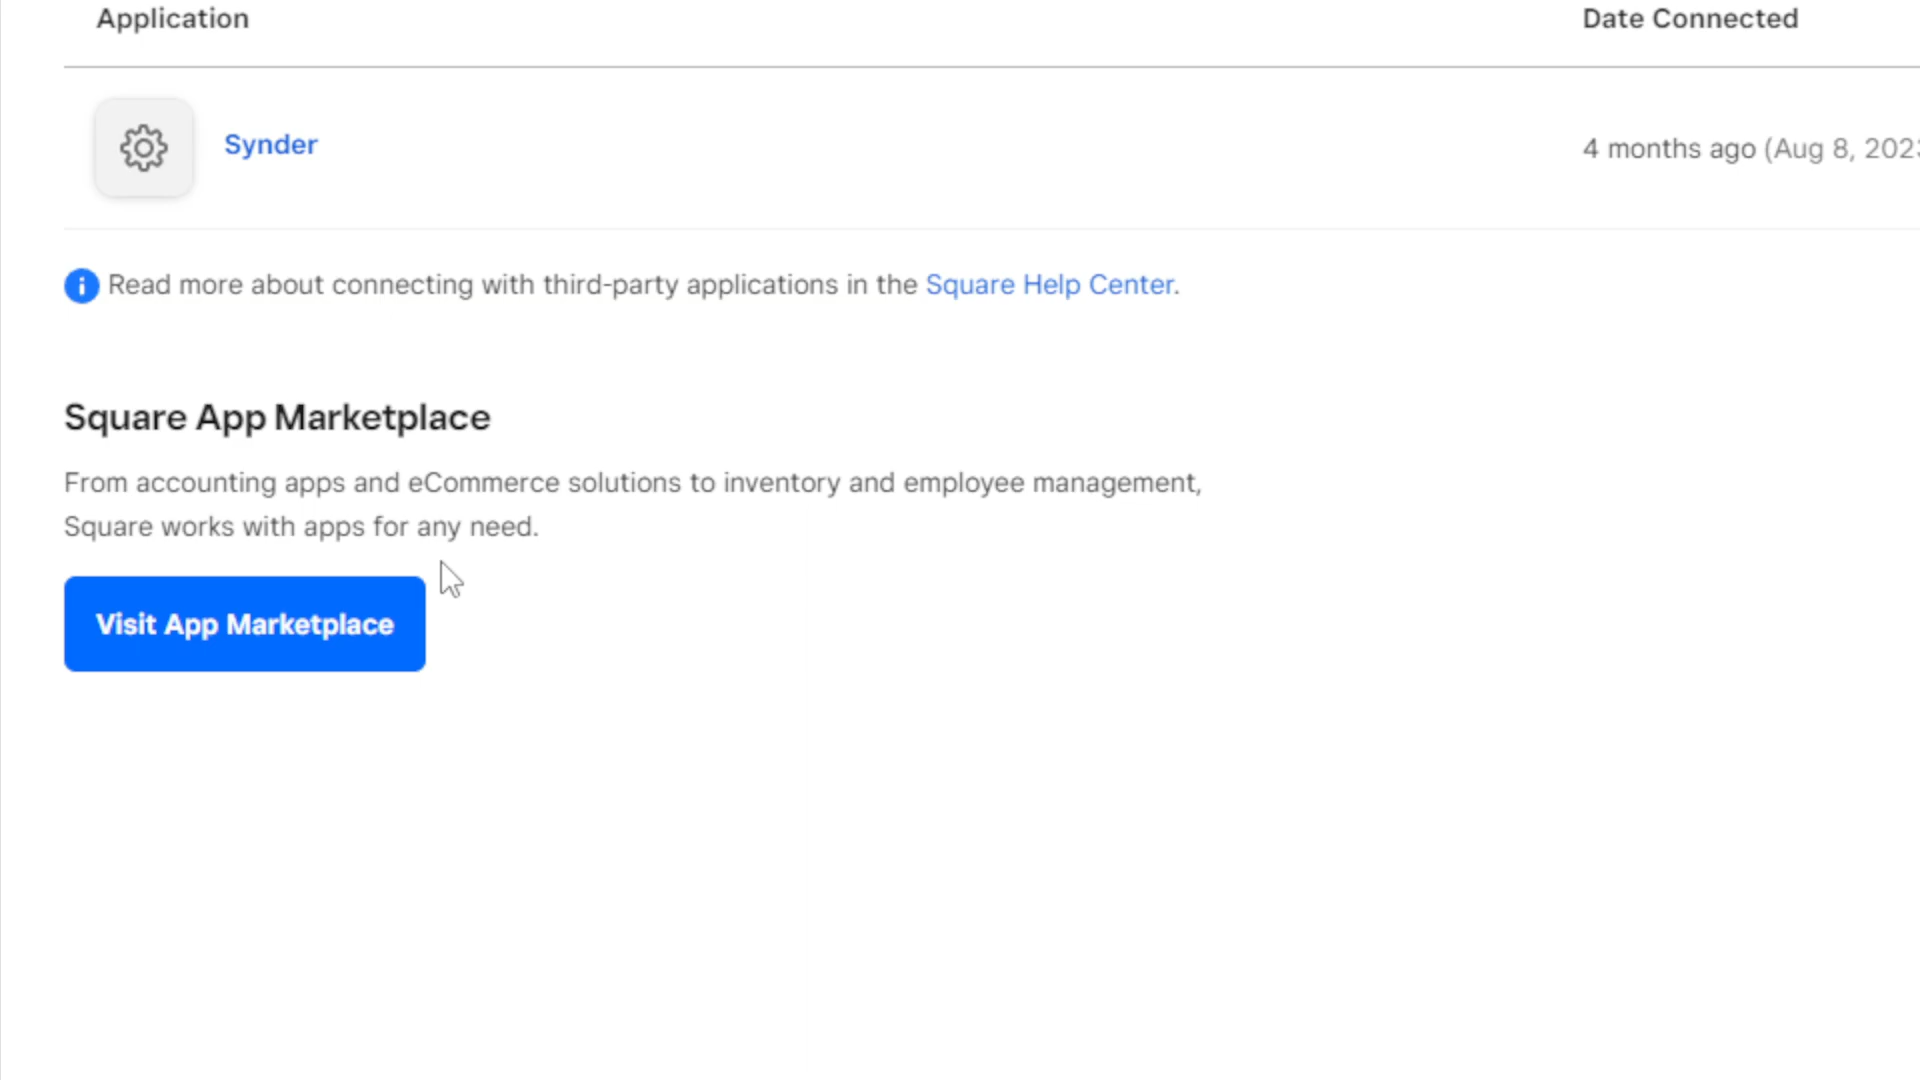 Application
Date Connected
Synder
4 months ago (Aug 8, 202
Read more about connecting with third-party applications in the Square Help Center.
Square App Marketplace
From accounting apps and eCommerce solutions to inventory and employee management,
Square works with apps for any need.
Visit App Marketplace